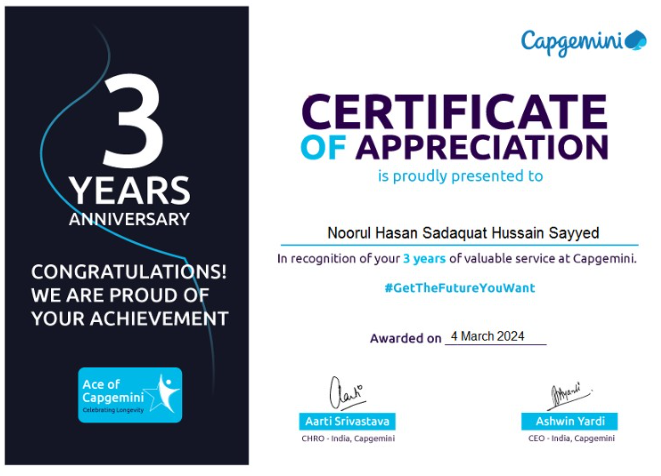 3
YEARS
ANNIVERSARY
CONGRATULATIONS!
WE ARE PROUD OF
YOUR ACHIEVEMENT
Ace of
Capgemini
Celebrating Longevity
Capgemini
CERTIFICATE
OF APPRECIATION
is proudly presented to
Noorul Hasan Sadaquat Hussain Sayyed
In recognition of your 3 years of valuable service at Capgemini.
#GetTheFutureYouWant
Awarded on 4 March 2024
Aarti
Aarti Srivastava
CHRO - India, Capgemini
Ashwin Yardi
CEO - India, Capgemini